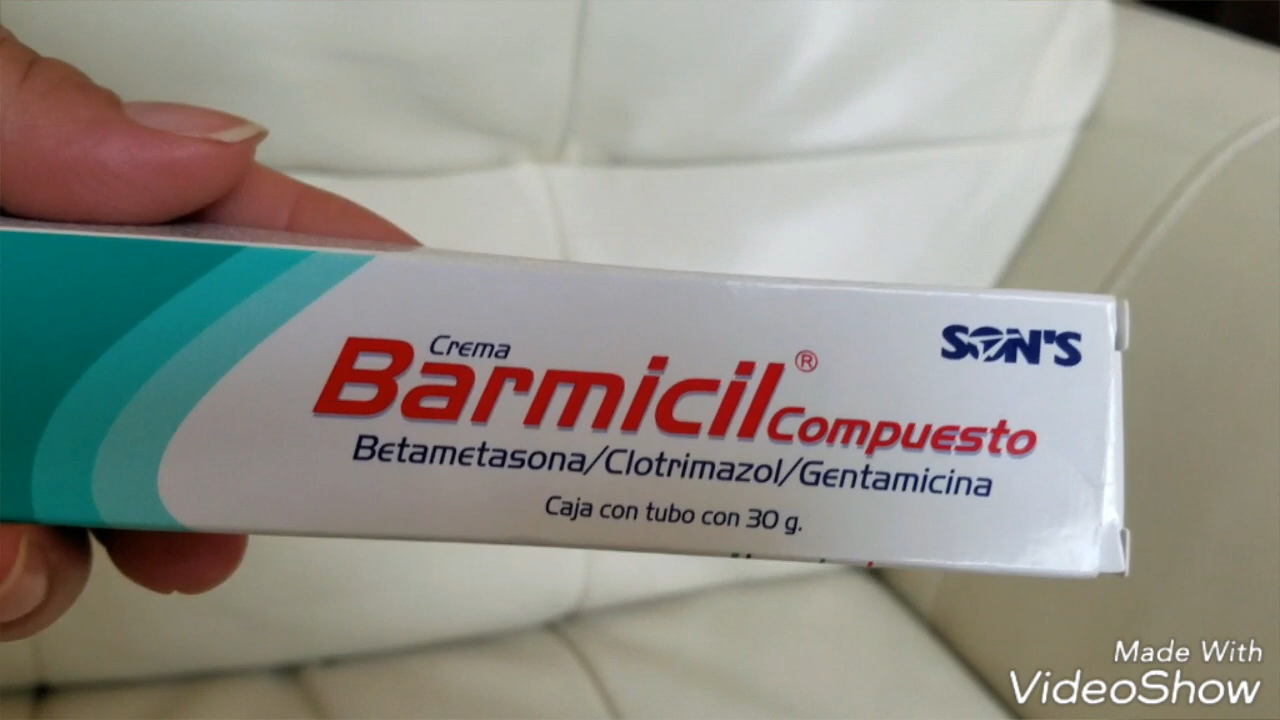 SON'S
Crema
Barmicil® Compuesto
Betametasona/Clotrimazol/Gentamicina
Caja con tubo con 30 g.
Made With
VideoShow